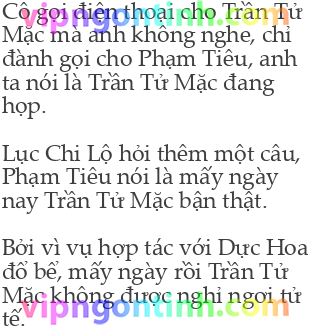 Cô gọi điện thoại cho Trần Tử
Mặc mà anh không nghe, chỉ
đành gọi cho Phạm Tiêu, anh
ta nói là Trần Tử Mặc đang
họp.
Lục Chi Lộ hỏi thêm một câu,
Phạm Tiêu nói là mấy ngày
nay Trần Tử Mặc bận thật.
Bởi vì vụ hợp tác với Dực Hoa
đổ bể, mấy ngày rồi Trần Tử
Mặc không được nghỉ ngơi tử
tế.
vipngontinh.com
vipngontinh.com